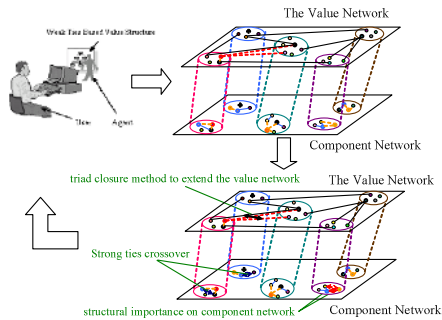 The Value Network
Weak Ties Based Value Structure
Agent
Component Network
triad closure method to extend the value network
The Value Network
Strong ties crossover
Component Network
structural importance on component network